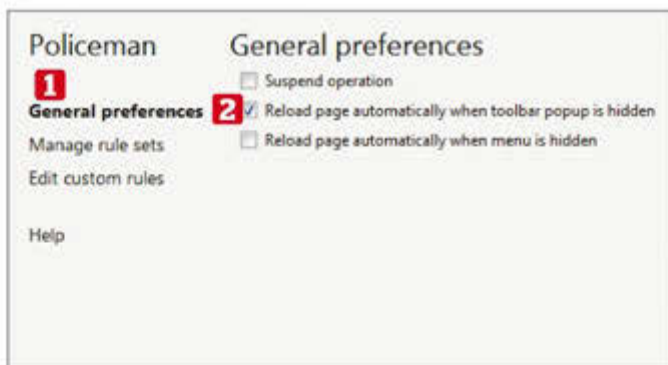 Policeman
1
General preferences
Manage rule sets
Edit custom rules
Help
General preferences
Suspend operation
2 Reload page automatically when toolbar popup is hidden
Reload page automatically when menu is hidden